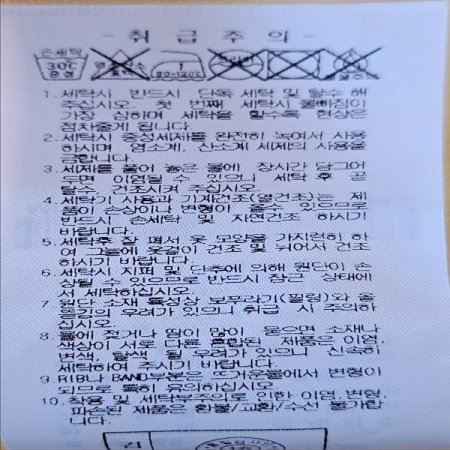 - 취 급 주 의 -
손세탁
30℃
중성
80-120℃
1. 세탁시 반드시 단독 세탁 및 탈수 해
주십시오. 첫 번째 세탁시 물빠짐이
가장 심하며 세탁을 할수록 현상은
점차줄게 됩니다.
2. 세탁시 중성세제를 완전히 녹여서 사용
하시며 염소계, 산소계 세제의 사용을
금합니다.
3. 세제를 풀어 놓은 물에 장시간 담그어
두면 이염될 수 있으니 세탁후 곧
탈수, 건조시켜 주십시오.
4. 세탁기 사용과 기계건조(열건조)는 제
품이 손상이나 변형이 올수 있으므로
반드시 손세탁 및 자연건조 하시기
바랍니다.
5. 세탁후 잘 펴서 옷 모양을 가지런히 하
여 그늘에 옷걸이 건조 및 뉘어서 건조
하시기 바랍니다.
6. 세탁시 지퍼 및 단추에 의해 원단이 손
상될 수 있으므로 반드시 잠근 상태에
서 세탁하십시오.
7. 원단 소재 특성상 보푸라기(필링)와 올
뜯김의 우려가 있으니 취급 시 주의하
십시오.
8. 물에 젖거나 땀이 많이 묻으면 소재나
색상이 서로 다른 혼합된 제품은 이염,
변색, 탈색 될 우려가 있으니 신속히
세탁하여 주시기 바랍니다.
9. RIB나 BAND부분은 뜨거운물에서 변형이
되므로 특히 유의하십시오.
10. 착용 및 세탁부주의로 인한 이염,변형,
파손된 제품은 환불/교환/수선 불가합
니다.
검